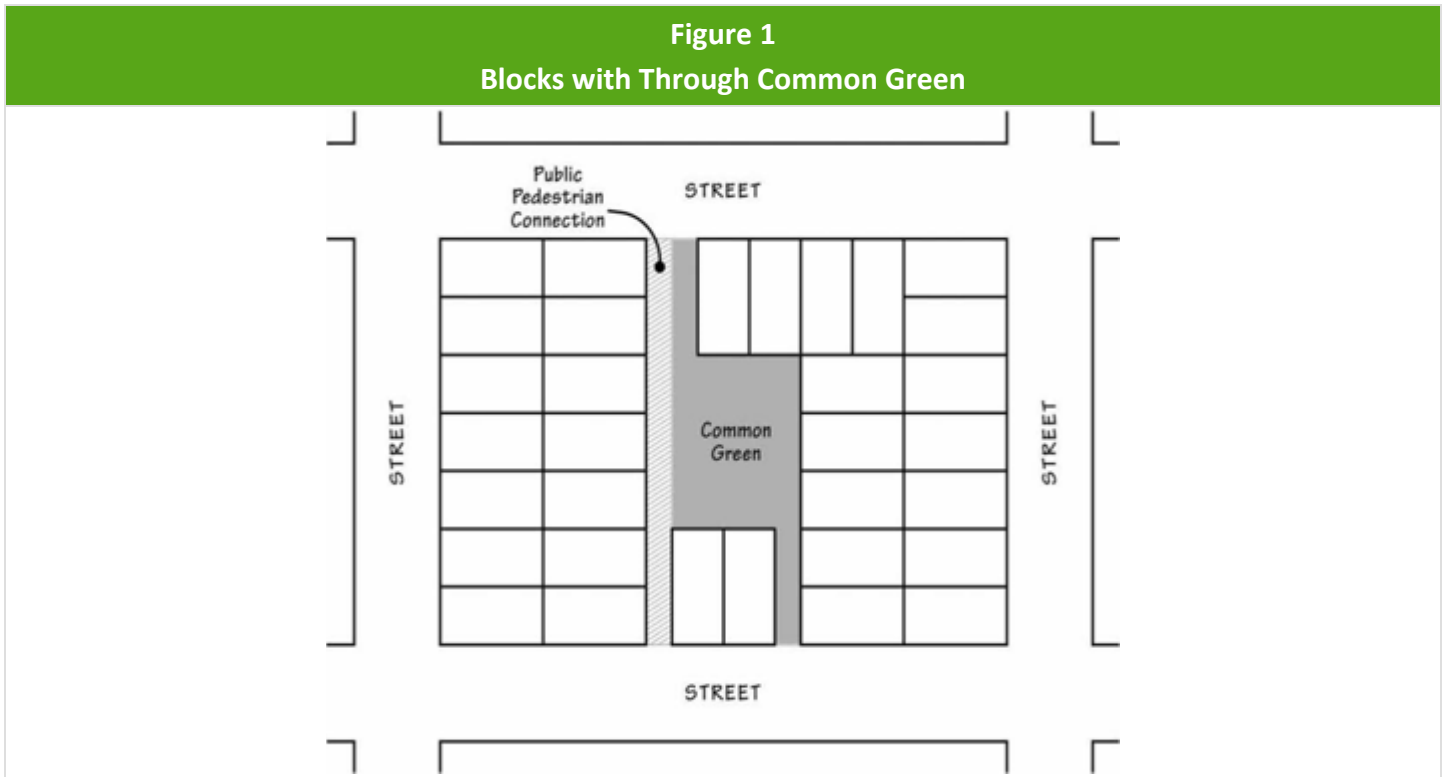 Figure 1
Blocks with Through Common Green
Public
Pedestrian
Connection
STREET
STREET
Common
Green
STREET
STREET